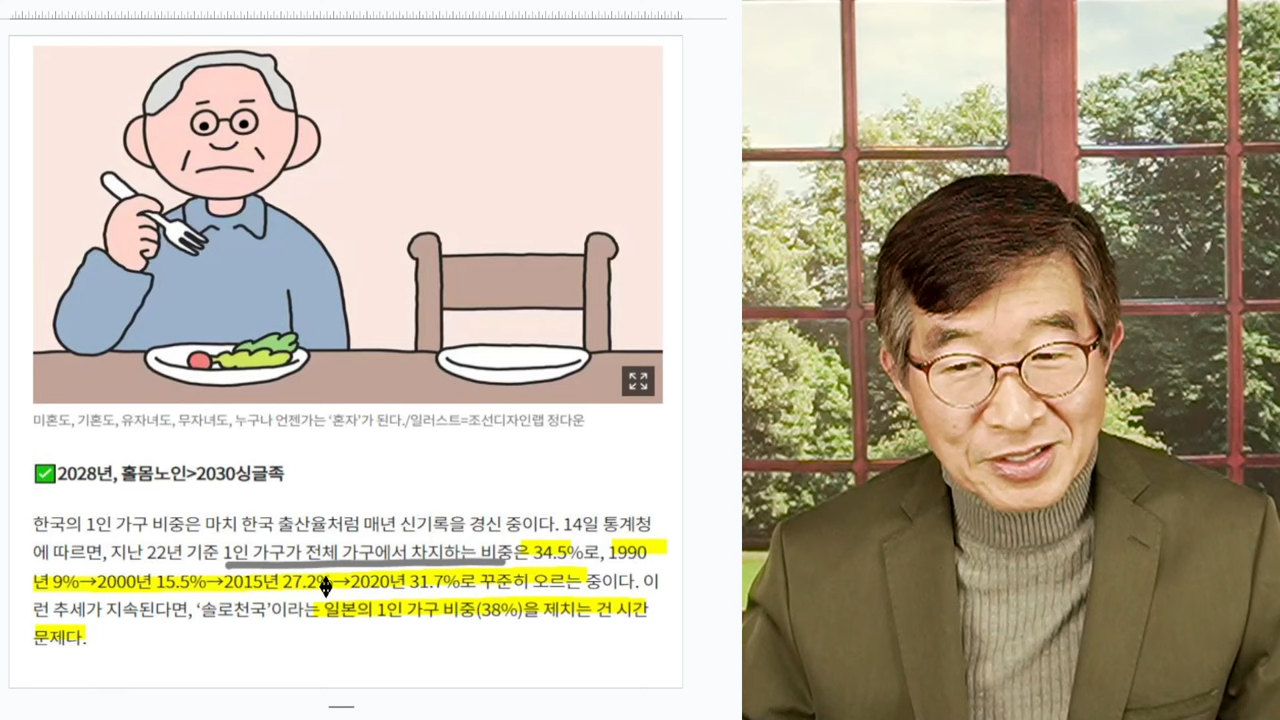 미혼도, 기혼도, 유자녀도, 무자녀도, 누구나 언젠가는 ‘혼자’가 된다./일러스트=조선디자인랩 정다운
✅2028년, 홀몸노인>2030싱글족
한국의 1인 가구 비중은 마치 한국 출산율처럼 매년 신기록을 경신 중이다. 14일 통계청
에 따르면, 지난 22년 기준 1인 가구가 전체 가구에서 차지하는 비중은 34.5%로, 1990
년 9%→2000년 15.5%→2015년 27.2%→2020년 31.7%로 꾸준히 오르는 중이다. 이
런 추세가 지속된다면, ‘솔로천국’이라는 일본의 1인 가구 비중(38%)을 제치는 건 시간
문제다.